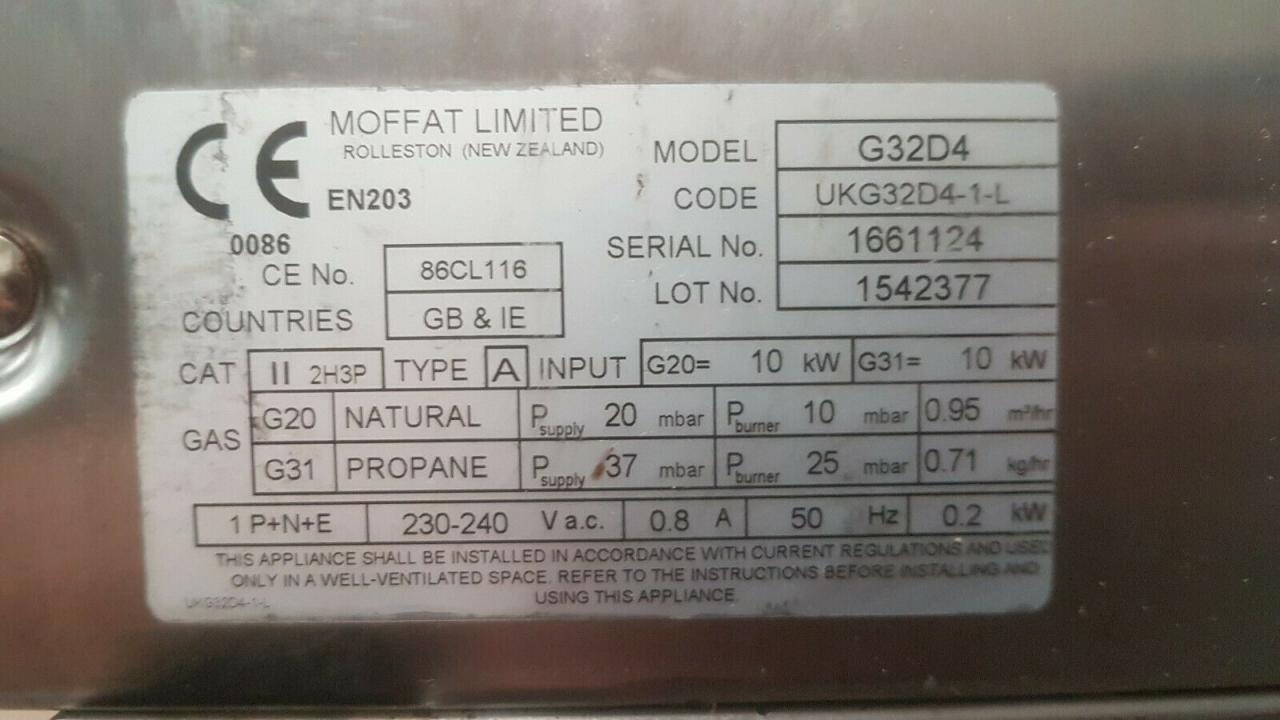 CE
MOFFAT LIMITED
ROLLESTON (NEW ZEALAND)
EN203
0086
MODEL G32D4
CODE UKG32D4-1-L
SERIAL No. 1661124
LOT No. 1542377
CE No. 86CL116
COUNTRIES GB & IE
CAT II 2H3P TYPE A INPUT G20= 10 kW G31= 10 kW
GAS
G20 NATURAL Psupply 20 mbar Pburner 10 mbar 0.95 m³/hr
G31 PROPANE Psupply 37 mbar Pburner 25 mbar 0.71 kg/hr
1 P+N+E 230-240 V a.c. 0.8 A 50 Hz 0.2 kW
THIS APPLIANCE SHALL BE INSTALLED IN ACCORDANCE WITH CURRENT REGULATIONS AND USED
ONLY IN A WELL-VENTILATED SPACE. REFER TO THE INSTRUCTIONS BEFORE INSTALLING AND
USING THIS APPLIANCE.
UKG32D4-1-L